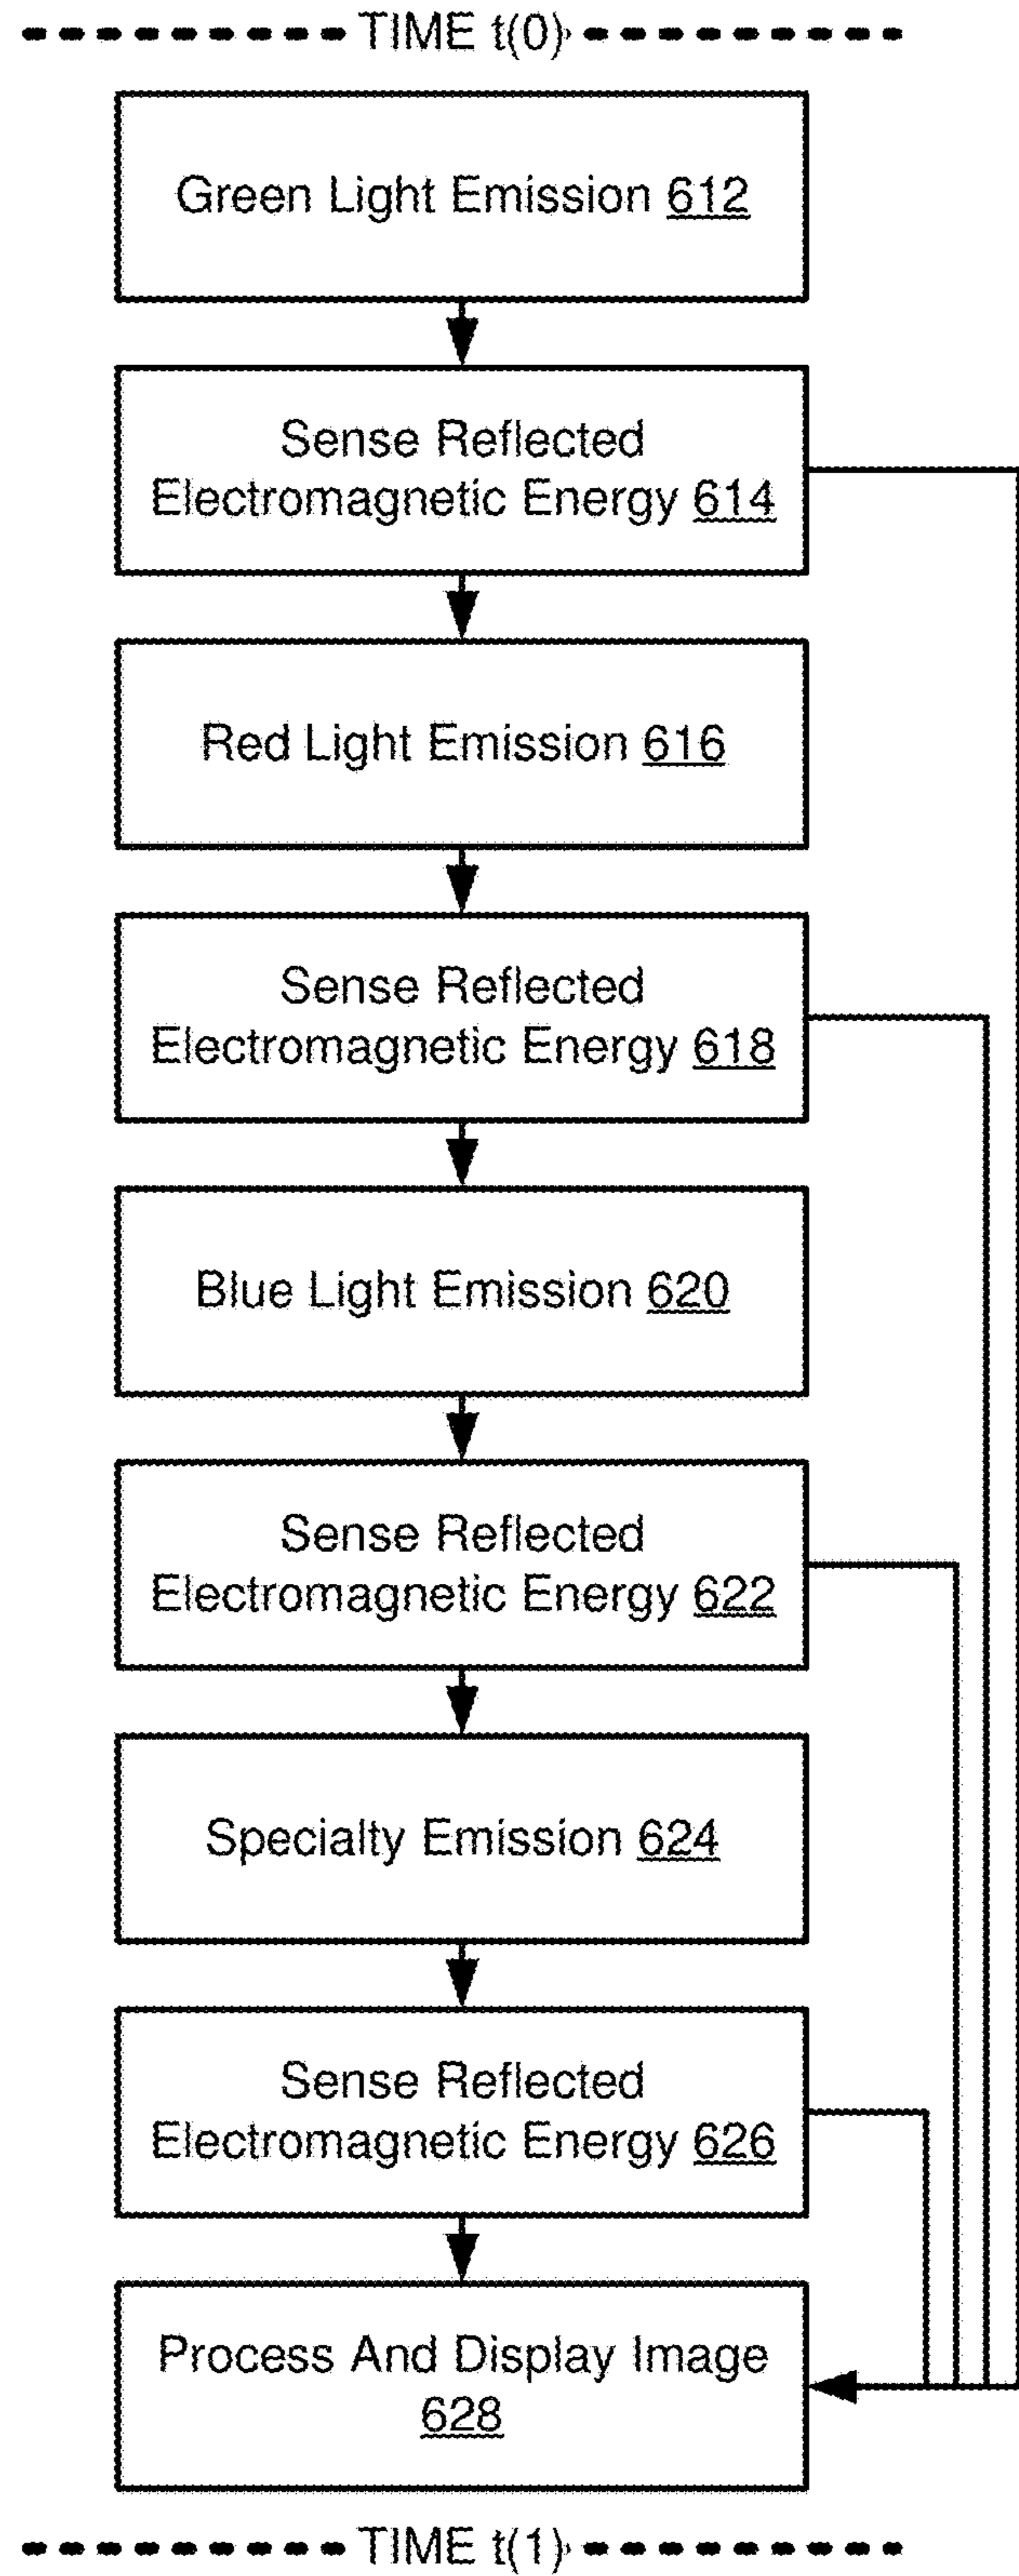 TIME t(0)
Green Light Emission 612
Sense Reflected
Electromagnetic Energy 614
Red Light Emission 616
Sense Reflected
Electromagnetic Energy 618
Blue Light Emission 620
Sense Reflected
Electromagnetic Energy 622
Specialty Emission 624
Sense Reflected
Electromagnetic Energy 626
Process And Display Image
628
TIME t(1)